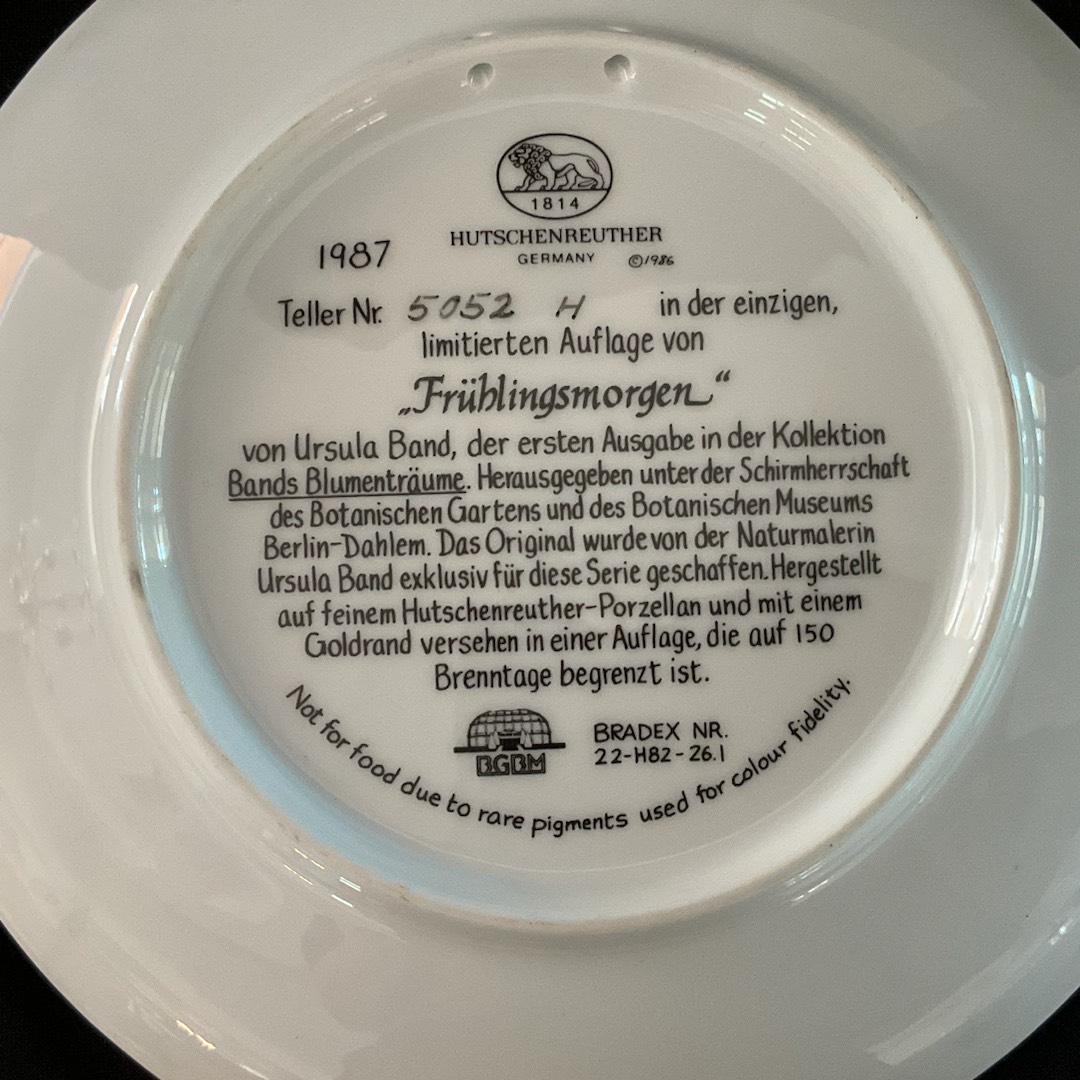 1814
HUTSCHENREUTHER
GERMANY ©1986
1987
Teller Nr. 5052 H in der einzigen,
limitierten Auflage von
„Frühlingsmorgen“
von Ursula Band, der ersten Ausgabe in der Kollektion
Bands Blumenträume. Herausgegeben unter der Schirmherrschaft
des Botanischen Gartens und des Botanischen Museums
Berlin-Dahlem. Das Original wurde von der Naturmalerin
Ursula Band exklusiv für diese Serie geschaffen. Hergestellt
auf feinem Hutschenreuther-Porzellan und mit einem
Goldrand versehen in einer Auflage, die auf 150
Brenntage begrenzt ist.
BGBM
BRADEX NR.
22-H82-26.1
Not for food due to rare pigments used for colour fidelity.